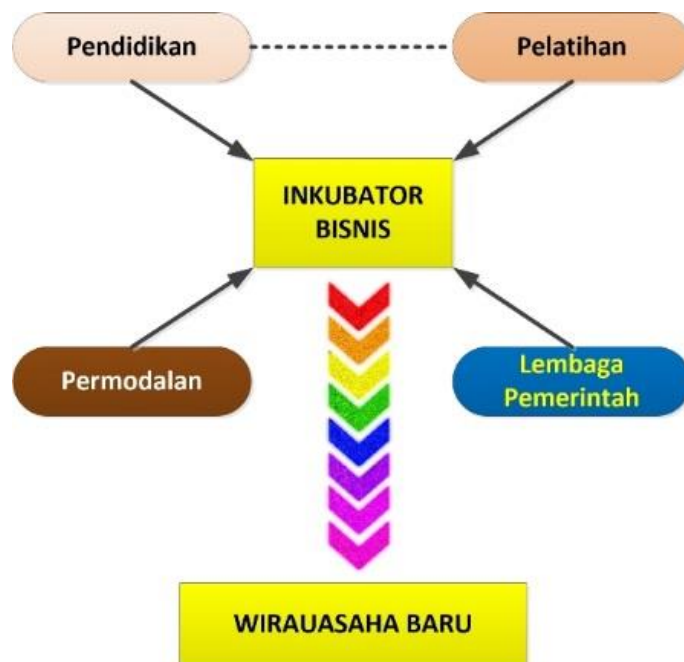 Pendidikan
Pelatihan
INKUBATOR
BISNIS
Permodalan
Lembaga
Pemerintah
WIRAUASAHA BARU